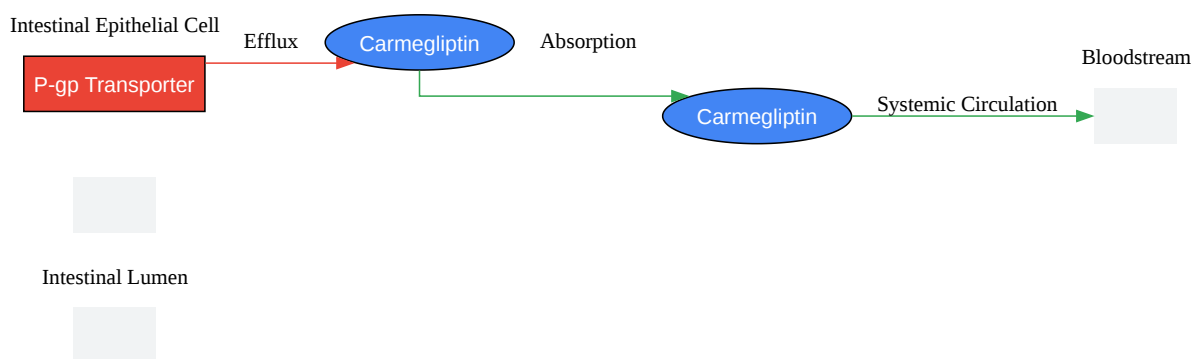 Intestinal Epithelial Cell
Efflux
Carmegliptin
Absorption
Bloodstream
P-gp Transporter
Carmegliptin
Systemic Circulation
Intestinal Lumen